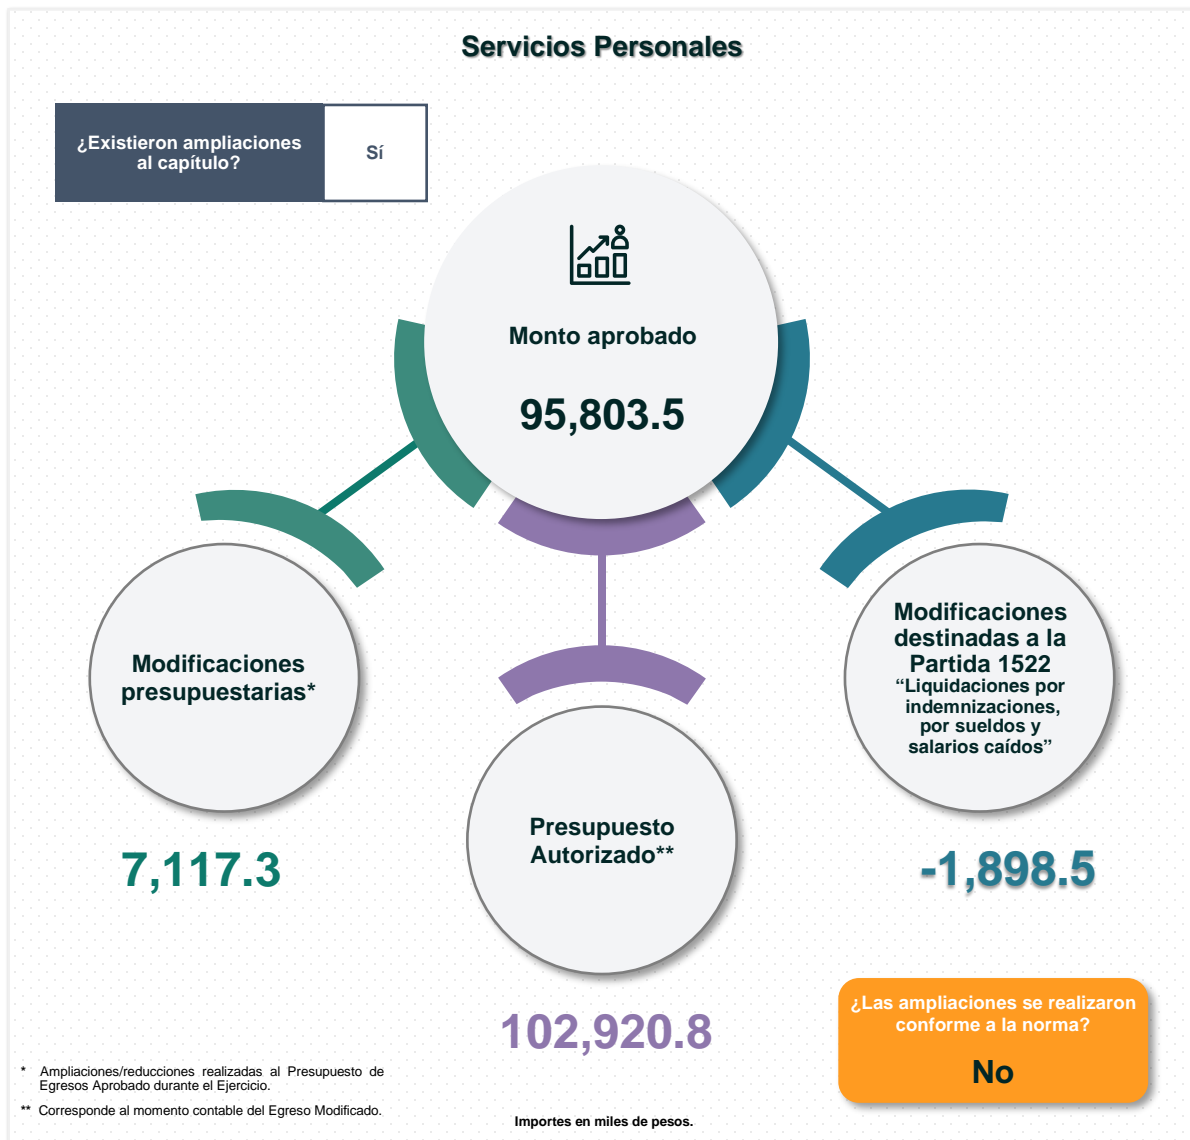 Servicios Personales
¿Existieron ampliaciones
al capítulo?
Sí
Monto aprobado
95,803.5
Modificaciones
presupuestarias*
7,117.3
Presupuesto
Autorizado**
102,920.8
Modificaciones
destinadas a la
Partida 1522
“Liquidaciones por
indemnizaciones,
por sueldos y
salarios caídos”
-1,898.5
¿Las ampliaciones se realizaron
conforme a la norma?
No
* Ampliaciones/reducciones realizadas al Presupuesto de
Egresos Aprobado durante el Ejercicio.
** Corresponde al momento contable del Egreso Modificado.
Importes en miles de pesos.